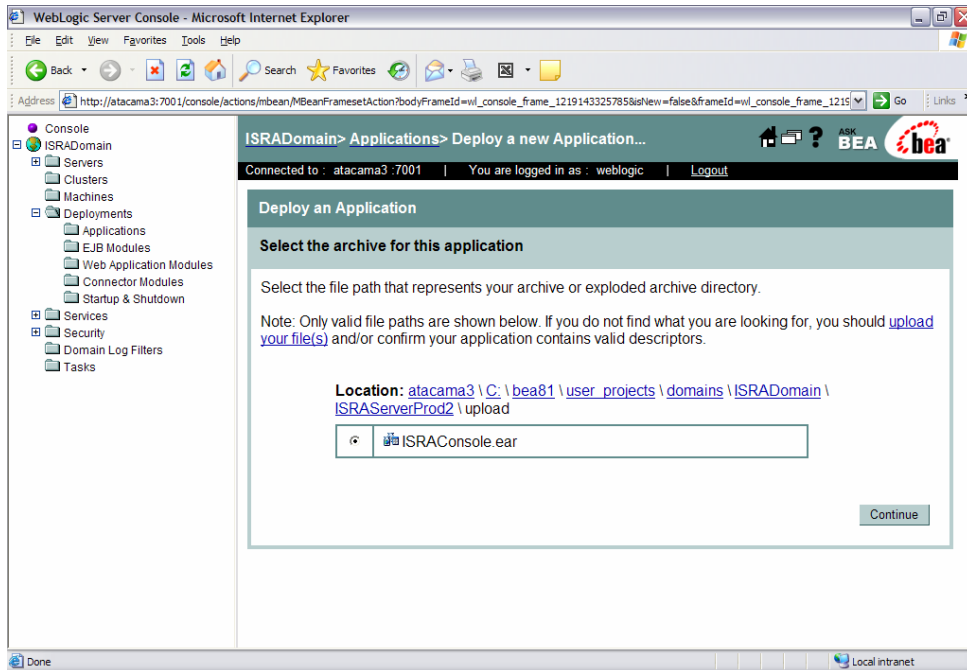 WebLogic Server Console - Microsoft Internet Explorer
File Edit View Favorites Tools Help
Back Search Favorites
Address http://atacama3:7001/console/actions/mbean/MBeanFramesetAction?bodyFrameId=wl_console_frame_1219143325785&isNew=false&frameId=wl_console_frame_1219 Go Links
Console
ISRADomain
Servers
Clusters
Machines
Deployments
Applications
EJB Modules
Web Application Modules
Connector Modules
Startup & Shutdown
Services
Security
Domain Log Filters
Tasks
ISRADomain> Applications> Deploy a new Application...
? ASK BEA bea
Connected to : atacama3 :7001 | You are logged in as : weblogic | Logout
Deploy an Application
Select the archive for this application
Select the file path that represents your archive or exploded archive directory.
Note: Only valid file paths are shown below. If you do not find what you are looking for, you should upload
your file(s) and/or confirm your application contains valid descriptors.
Location: atacama3 \ C: \ bea81 \ user_projects \ domains \ ISRADomain \
ISRAServerProd2 \ upload
ISRAConsole.ear
Continue
Done
Local intranet